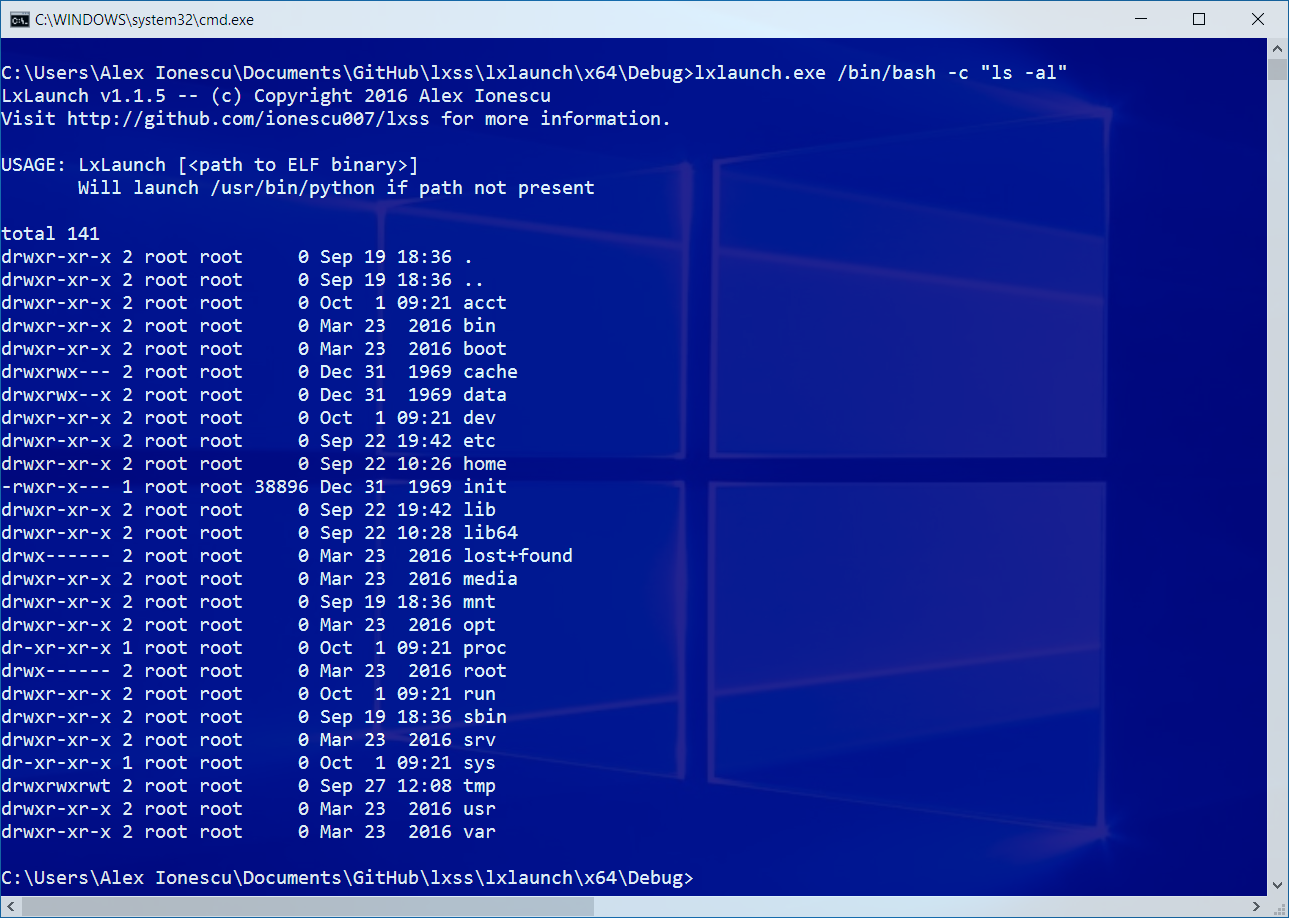 C:\WINDOWS\system32\cmd.exe
C:\Users\Alex Ionescu\Documents\GitHub\lxss\lxlaunch\x64\Debug>lxlaunch.exe /bin/bash -c "ls -al"
LxLaunch v1.1.5 -- (c) Copyright 2016 Alex Ionescu
Visit http://github.com/ionescu007/lxss for more information.
USAGE: LxLaunch [<path to ELF binary>]
       Will launch /usr/bin/python if path not present
total 141
drwxr-xr-x 2 root root     0 Sep 19 18:36 .
drwxr-xr-x 2 root root     0 Sep 19 18:36 ..
drwxr-xr-x 2 root root     0 Oct  1 09:21 acct
drwxr-xr-x 2 root root     0 Mar 23  2016 bin
drwxr-xr-x 2 root root     0 Mar 23  2016 boot
drwxrwx--- 2 root root     0 Dec 31  1969 cache
drwxrwx--x 2 root root     0 Dec 31  1969 data
drwxr-xr-x 2 root root     0 Oct  1 09:21 dev
drwxr-xr-x 2 root root     0 Sep 22 19:42 etc
drwxr-xr-x 2 root root     0 Sep 22 10:26 home
-rwxr-x--- 1 root root 38896 Dec 31  1969 init
drwxr-xr-x 2 root root     0 Sep 22 19:42 lib
drwxr-xr-x 2 root root     0 Sep 22 10:28 lib64
drwx------ 2 root root     0 Mar 23  2016 lost+found
drwxr-xr-x 2 root root     0 Mar 23  2016 media
drwxr-xr-x 2 root root     0 Sep 19 18:36 mnt
drwxr-xr-x 2 root root     0 Mar 23  2016 opt
dr-xr-xr-x 1 root root     0 Oct  1 09:21 proc
drwx------ 2 root root     0 Mar 23  2016 root
drwxr-xr-x 2 root root     0 Oct  1 09:21 run
drwxr-xr-x 2 root root     0 Sep 19 18:36 sbin
drwxr-xr-x 2 root root     0 Mar 23  2016 srv
dr-xr-xr-x 1 root root     0 Oct  1 09:21 sys
drwxrwxrwt 2 root root     0 Sep 27 12:08 tmp
drwxr-xr-x 2 root root     0 Mar 23  2016 usr
drwxr-xr-x 2 root root     0 Mar 23  2016 var
C:\Users\Alex Ionescu\Documents\GitHub\lxss\lxlaunch\x64\Debug>